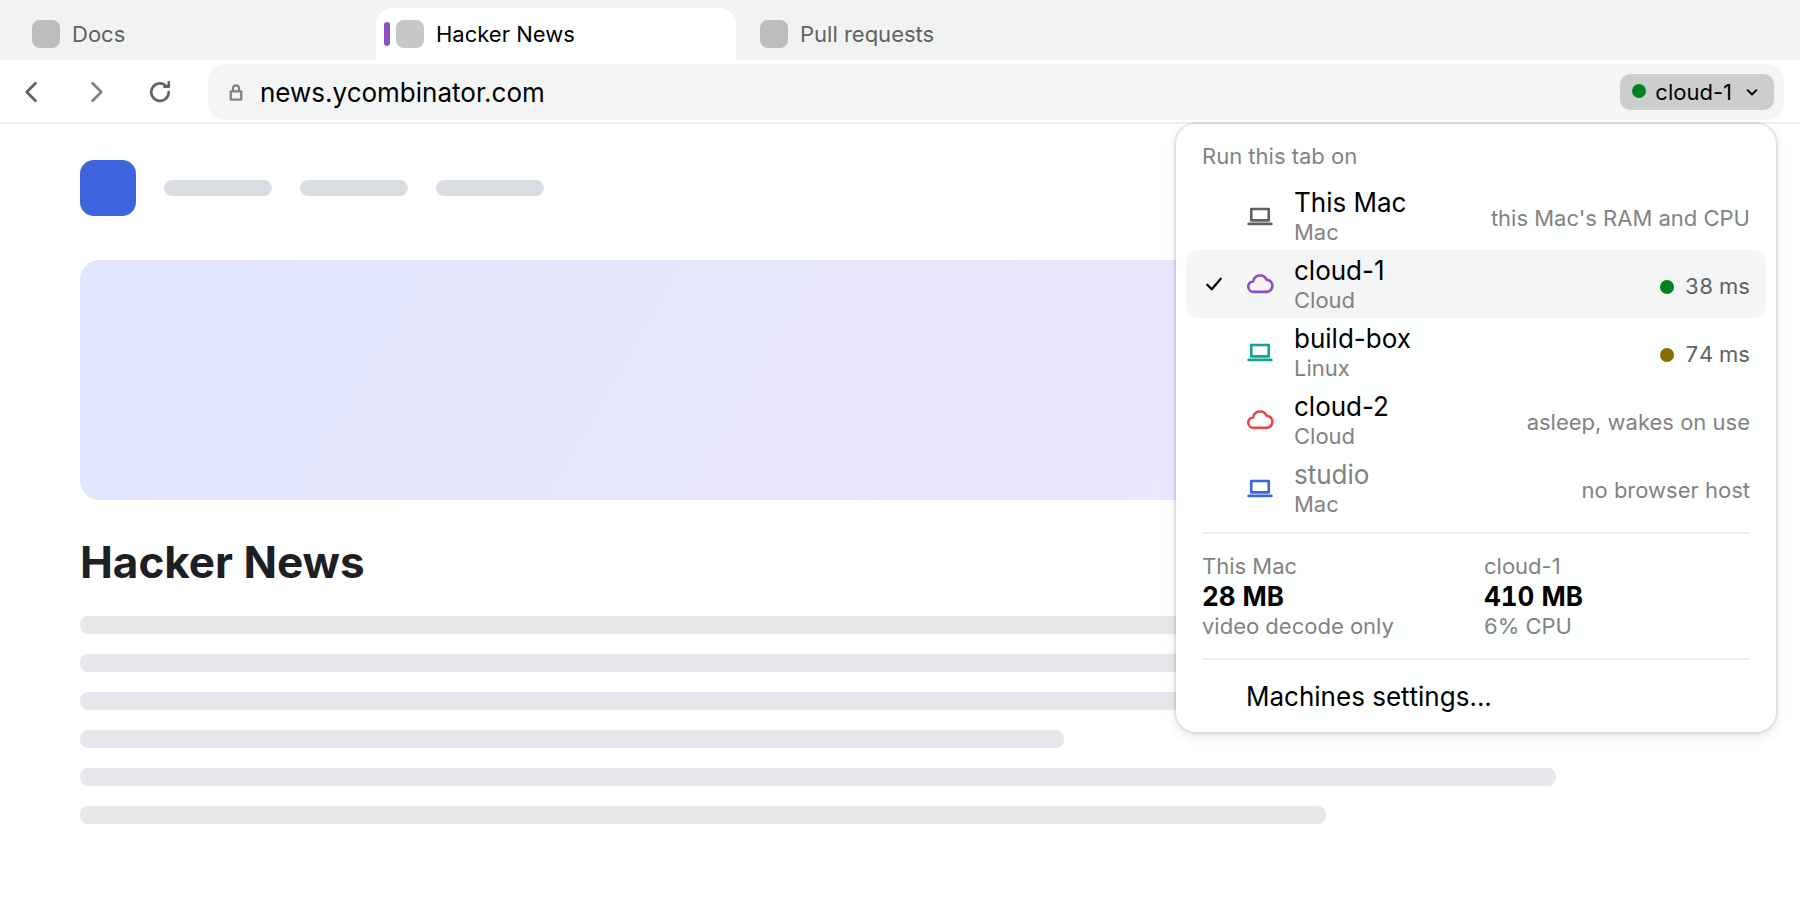 Docs
Hacker News
Pull requests
news.ycombinator.com
cloud-1
Run this tab on
This Mac
Mac
this Mac's RAM and CPU
cloud-1
Cloud
38 ms
build-box
Linux
74 ms
cloud-2
Cloud
asleep, wakes on use
studio
Mac
no browser host
This Mac
28 MB
video decode only
cloud-1
410 MB
6% CPU
Machines settings...
Hacker News